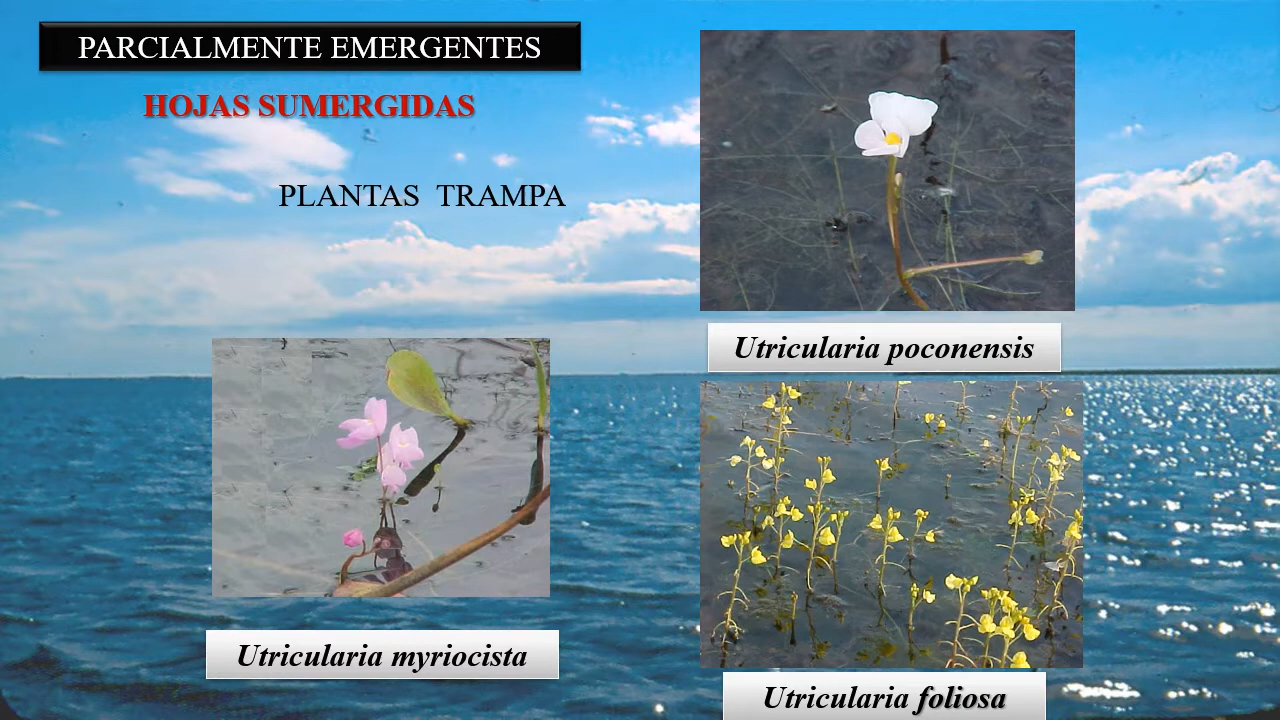 PARCIALMENTE EMERGENTES
HOJAS SUMERGIDAS
PLANTAS TRAMPA
Utricularia poconensis
Utricularia myriocista
Utricularia foliosa